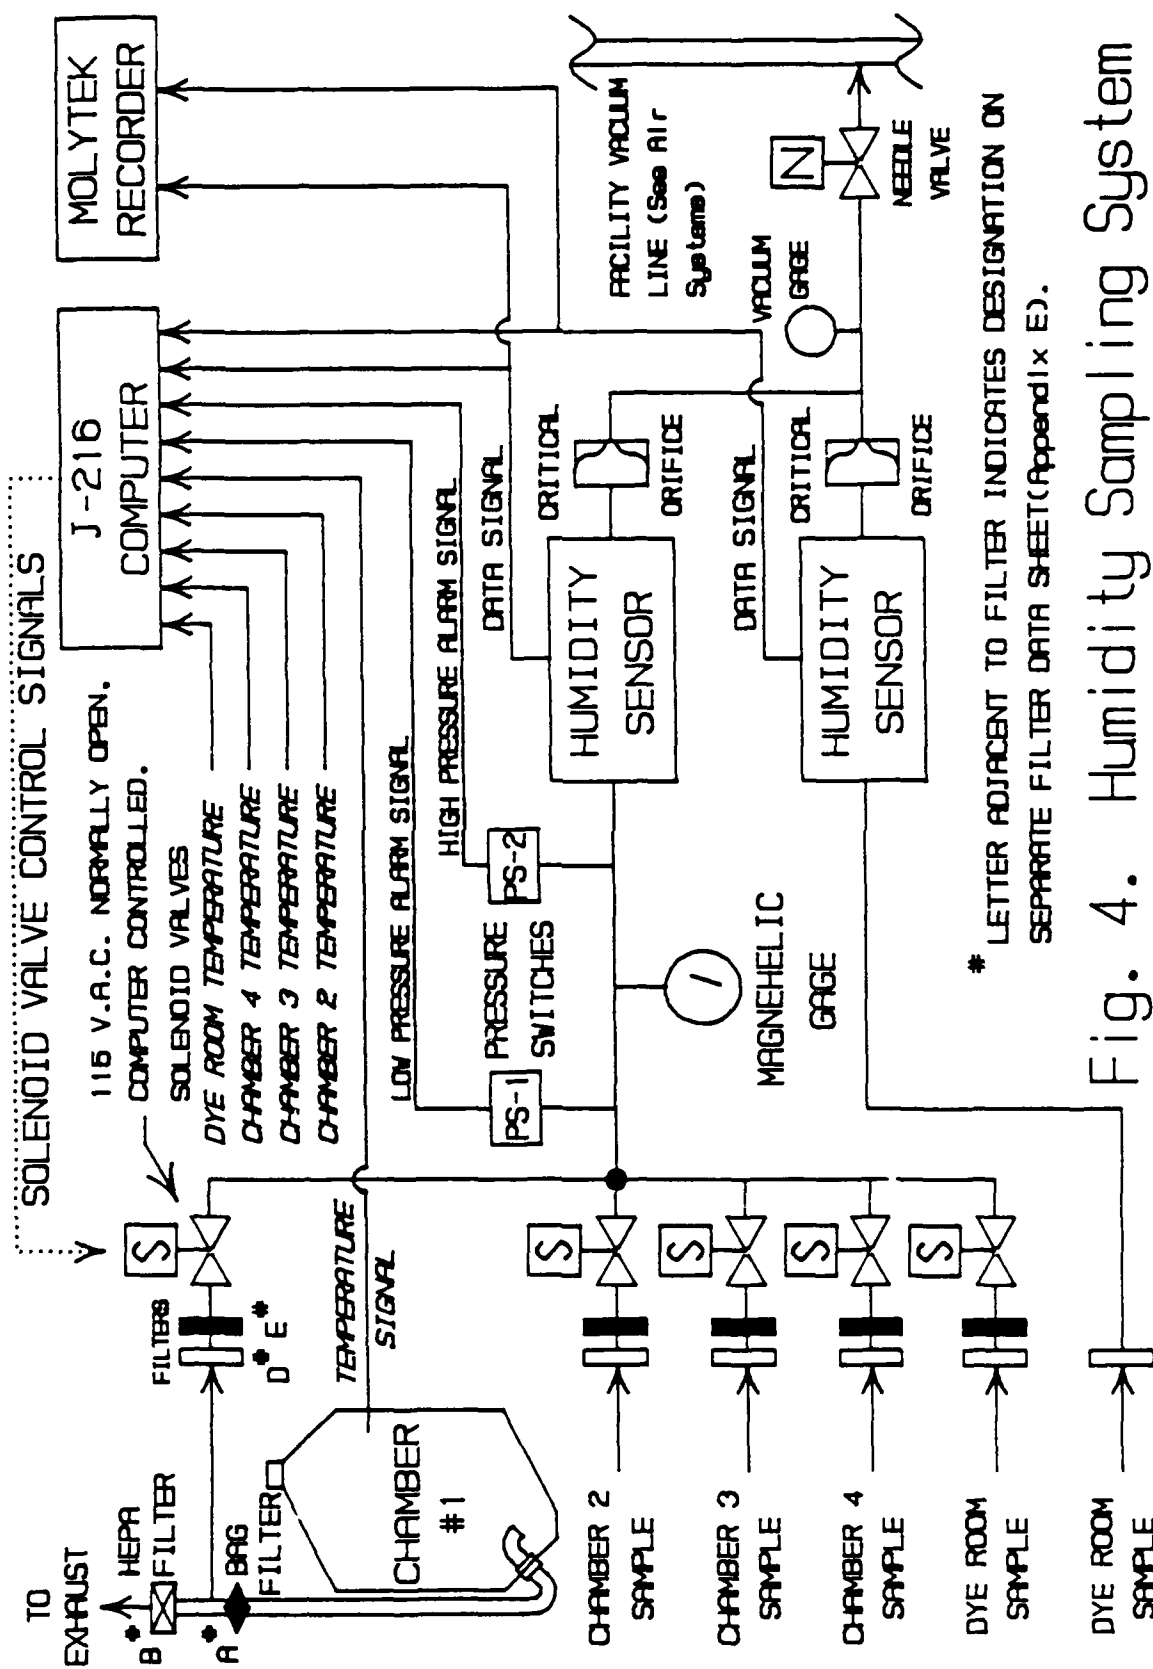 SOLENOID VALVE CONTROL SIGNALS
115 V.A.C. NORMALLY OPEN.
COMPUTER CONTROLLED.
SOLENOID VALVES
J-216
COMPUTER
MOLYTEK
RECORDER
DYE ROOM TEMPERATURE
CHAMBER 4 TEMPERATURE
CHAMBER 3 TEMPERATURE
CHAMBER 2 TEMPERATURE
TO
EXHAUST
* HEPA
B FILTER
* BAG
A FILTER
FILTERS
D* E*
S
TEMPERATURE
SIGNAL
CHAMBER
#1
LOW PRESSURE ALARM SIGNAL
HIGH PRESSURE ALARM SIGNAL
PRESSURE
SWITCHES
PS-1
PS-2
DATA SIGNAL
CRITICAL
ORIFICE
HUMIDITY
SENSOR
FACILITY VACUUM
LINE (See Air
Systems)
VACUUM
GAGE
N
NEEDLE
VALVE
MAGNEHELIC
GAGE
DATA SIGNAL
CRITICAL
ORIFICE
HUMIDITY
SENSOR
CHAMBER 2
SAMPLE
S
CHAMBER 3
SAMPLE
S
CHAMBER 4
SAMPLE
S
DYE ROOM
SAMPLE
S
DYE ROOM
SAMPLE
* LETTER ADJACENT TO FILTER INDICATES DESIGNATION ON
SEPARATE FILTER DATA SHEET(Appendix E).
Fig. 4. Humidity Sampling System